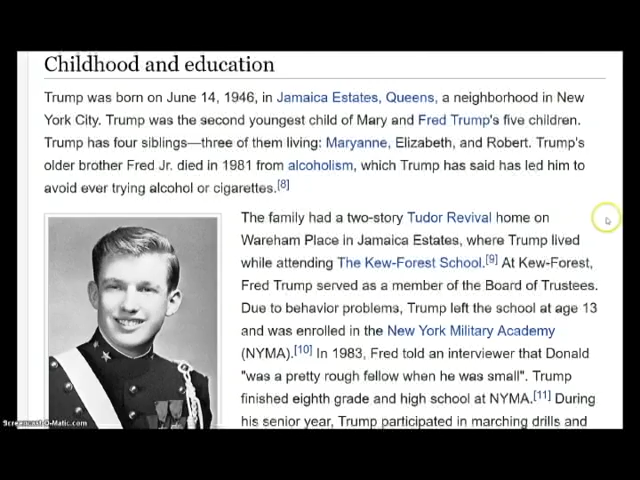 Childhood and education
Trump was born on June 14, 1946, in Jamaica Estates, Queens, a neighborhood in New
York City. Trump was the second youngest child of Mary and Fred Trump's five children.
Trump has four siblings—three of them living: Maryanne, Elizabeth, and Robert. Trump's
older brother Fred Jr. died in 1981 from alcoholism, which Trump has said has led him to
avoid ever trying alcohol or cigarettes.[8]
The family had a two-story Tudor Revival home on
Wareham Place in Jamaica Estates, where Trump lived
while attending The Kew-Forest School.[9] At Kew-Forest,
Fred Trump served as a member of the Board of Trustees.
Due to behavior problems, Trump left the school at age 13
and was enrolled in the New York Military Academy
(NYMA).[10] In 1983, Fred told an interviewer that Donald
"was a pretty rough fellow when he was small". Trump
finished eighth grade and high school at NYMA.[11] During
his senior year, Trump participated in marching drills and
Screencast-O-Matic.com